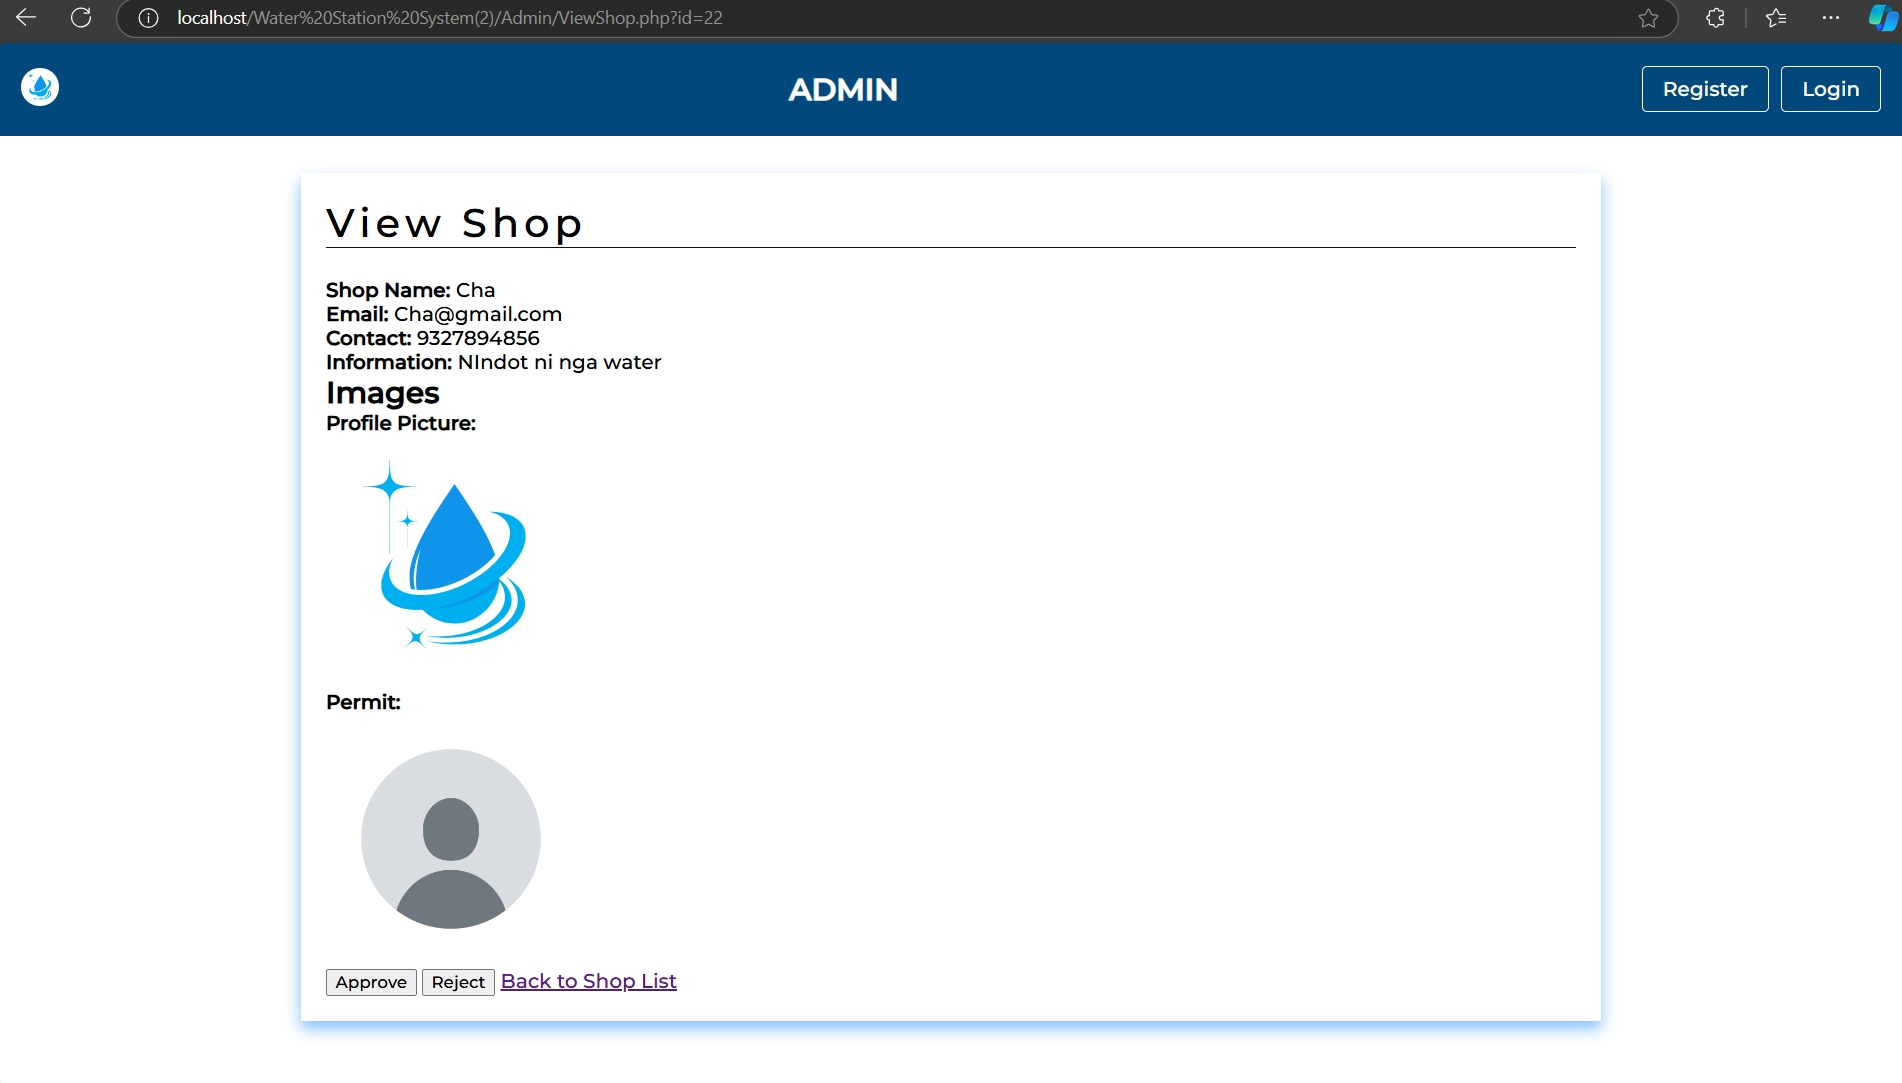 localhost/Water%20Station%20System(2)/Admin/ViewShop.php?id=22
ADMIN
Register
Login
View Shop
Shop Name: Cha
Email: Cha@gmail.com
Contact: 9327894856
Information: NIndot ni nga water
Images
Profile Picture:
Permit:
Approve Reject Back to Shop List